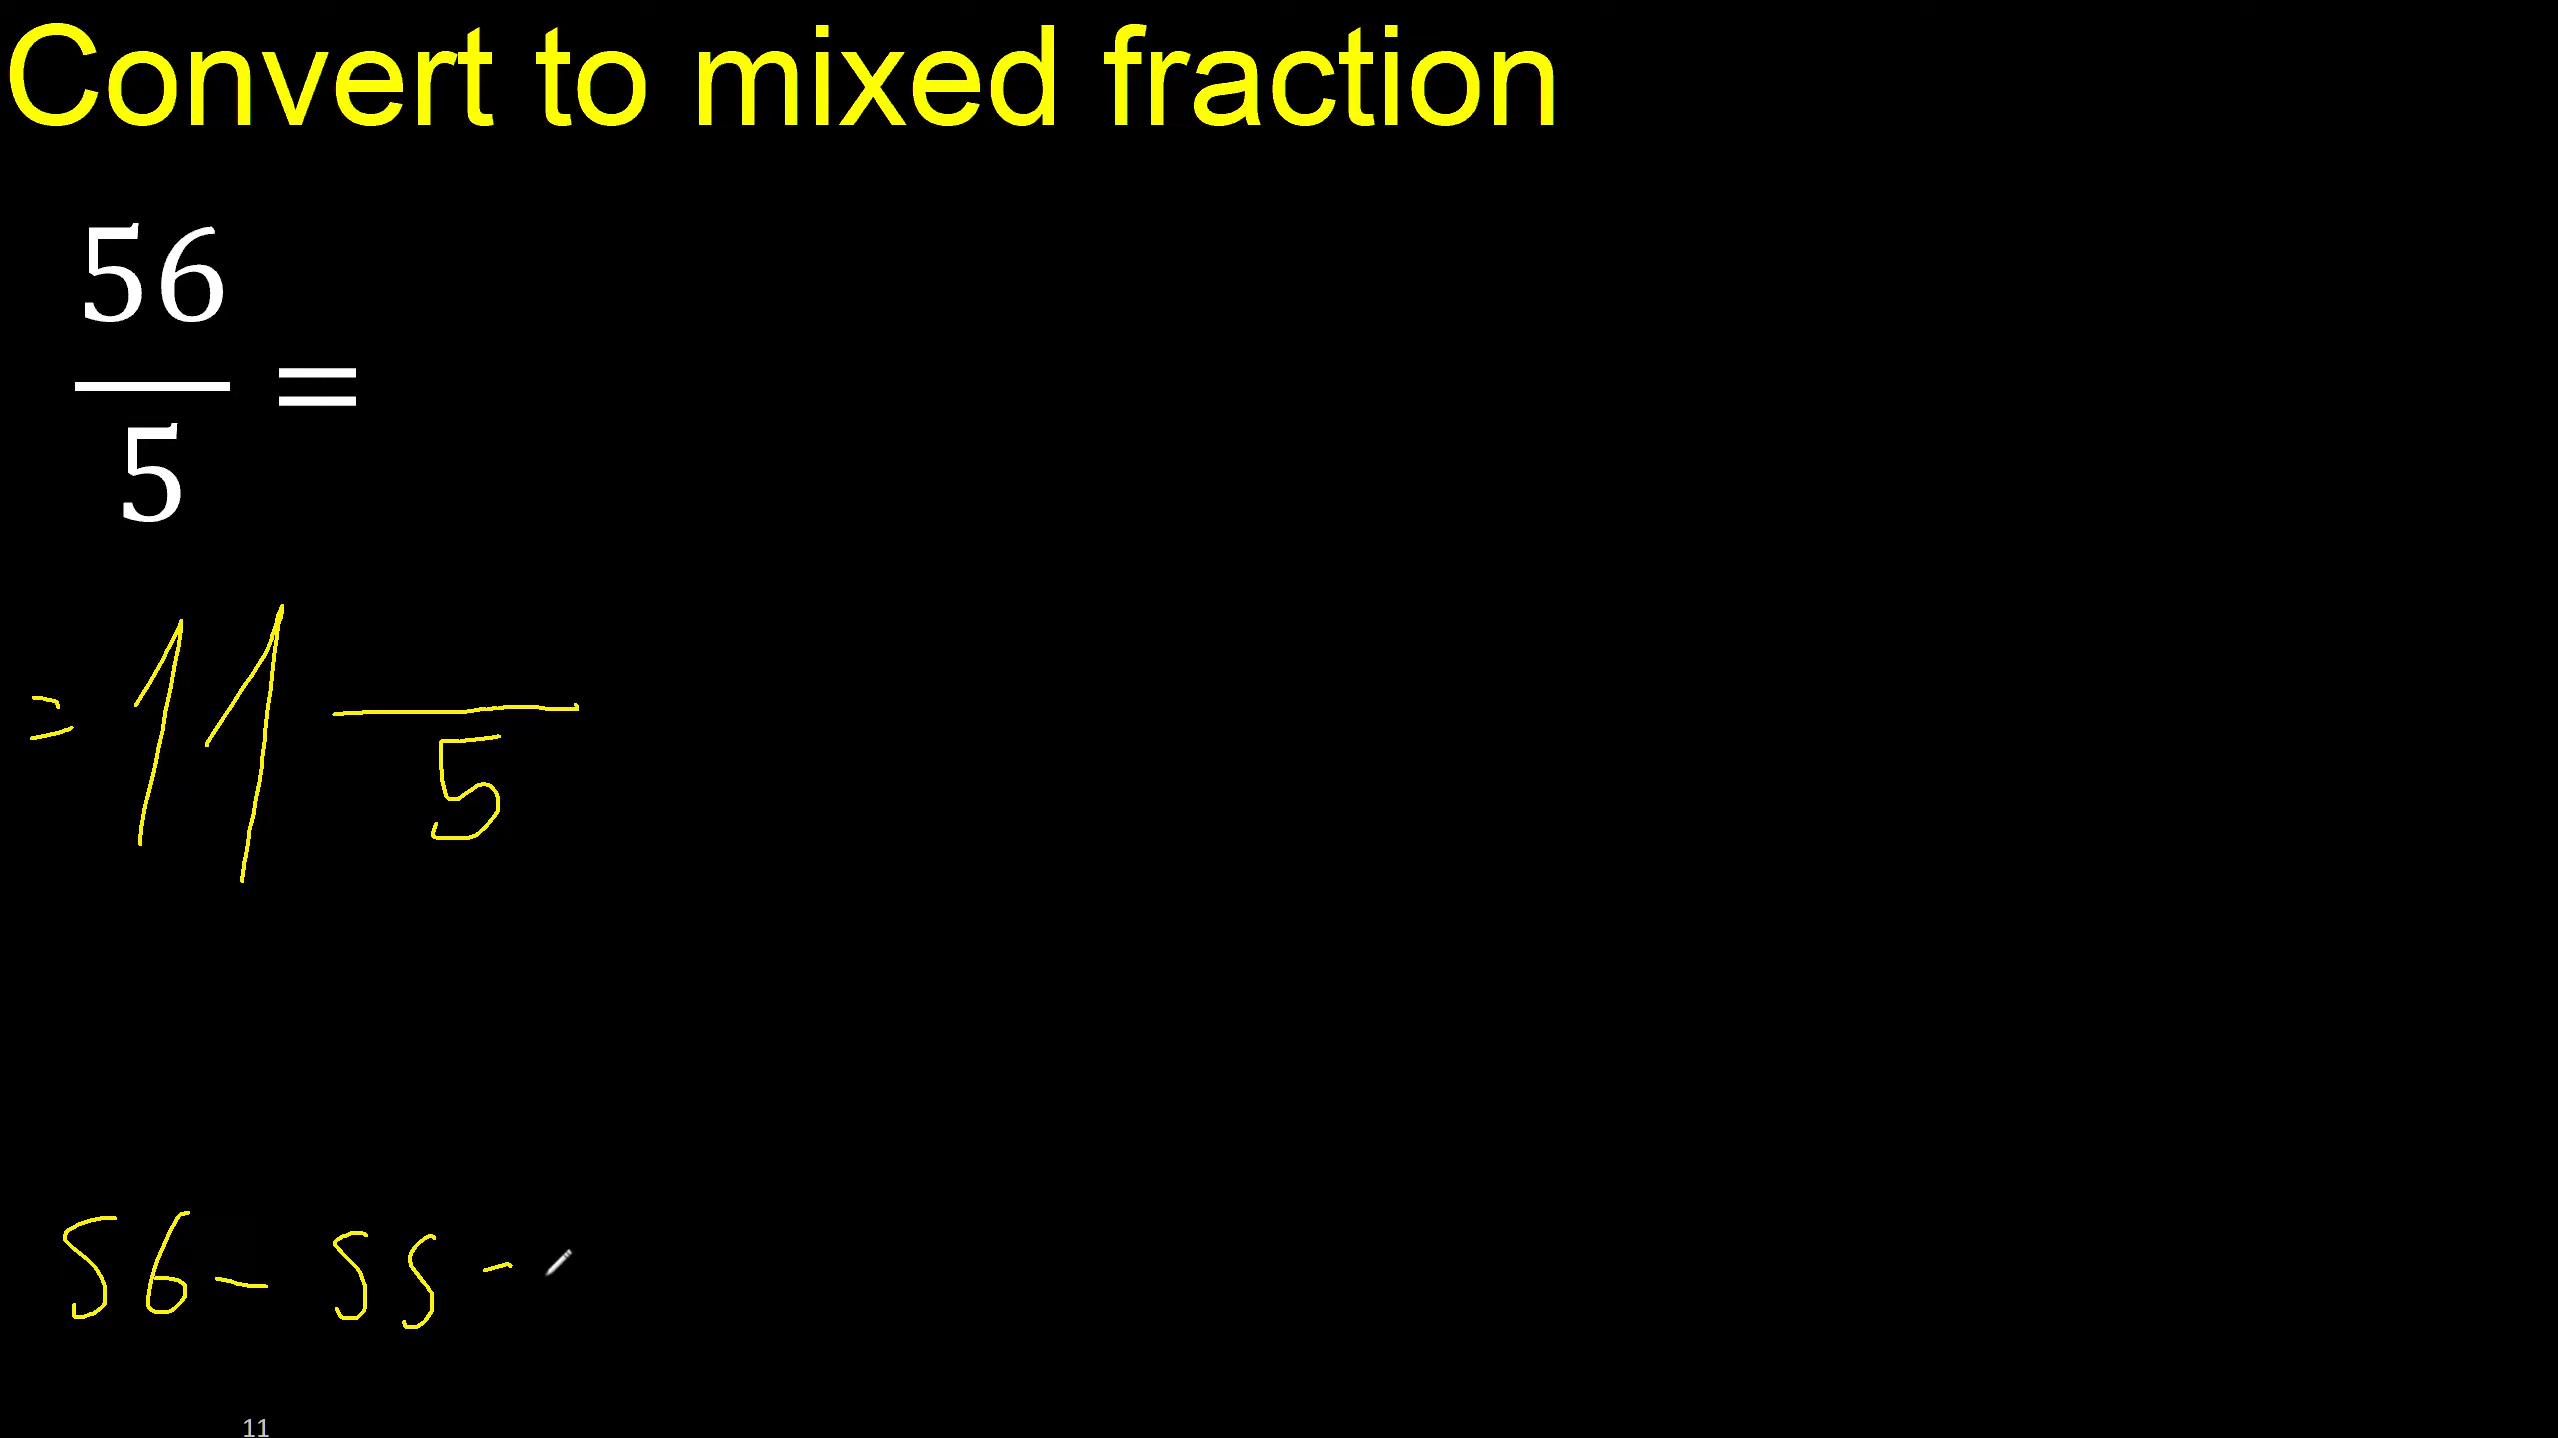 Convert to mixed fraction
56
5 =
= 11
5
56 - 55 -
11